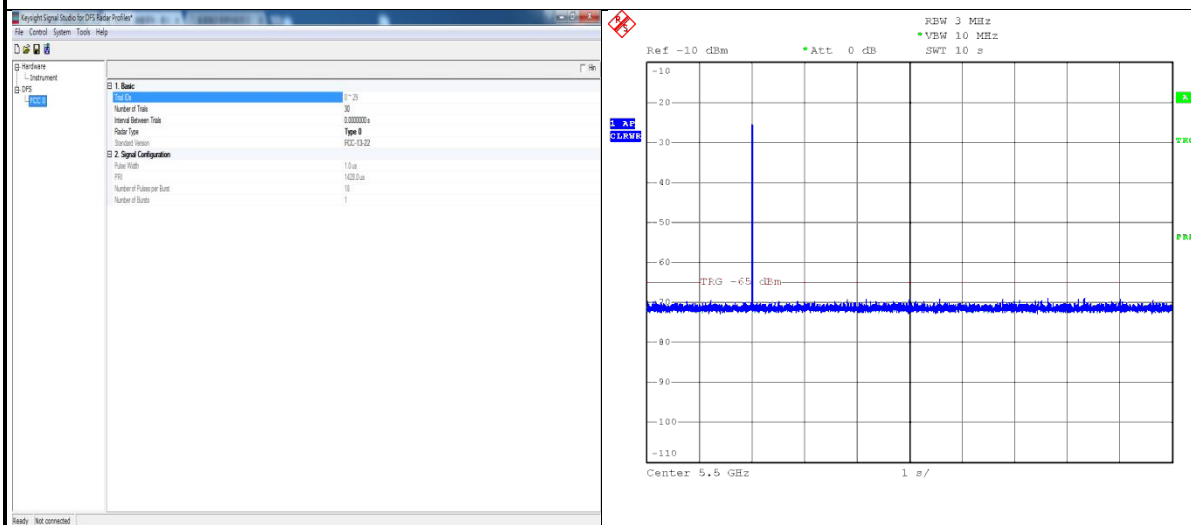 Keysight Signal Studio for DFS Radar Profiles*
File Control System Tools Help
Hardware
Instrument
DFS
FCC 0
1. Basic
Trial IDs 0 ~ 29
Number of Trials 30
Interval Between Trials 0.0000000 s
Radar Type Type 0
Standard Version FCC-13-22
2. Signal Configuration
Pulse Width 1.0 us
PRI 1428.0 us
Number of Pulses per Burst 18
Number of Bursts 1
Ready Not connected
R S
RBW 3 MHz
*VBW 10 MHz
Ref -10 dBm *Att 0 dB SWT 10 s
-10
-20
A
1 AP
CLRWR
-30
-40
-50
-60
TRG -65 dBm
-70
-80
-90
-100
-110
Center 5.5 GHz 1 s/